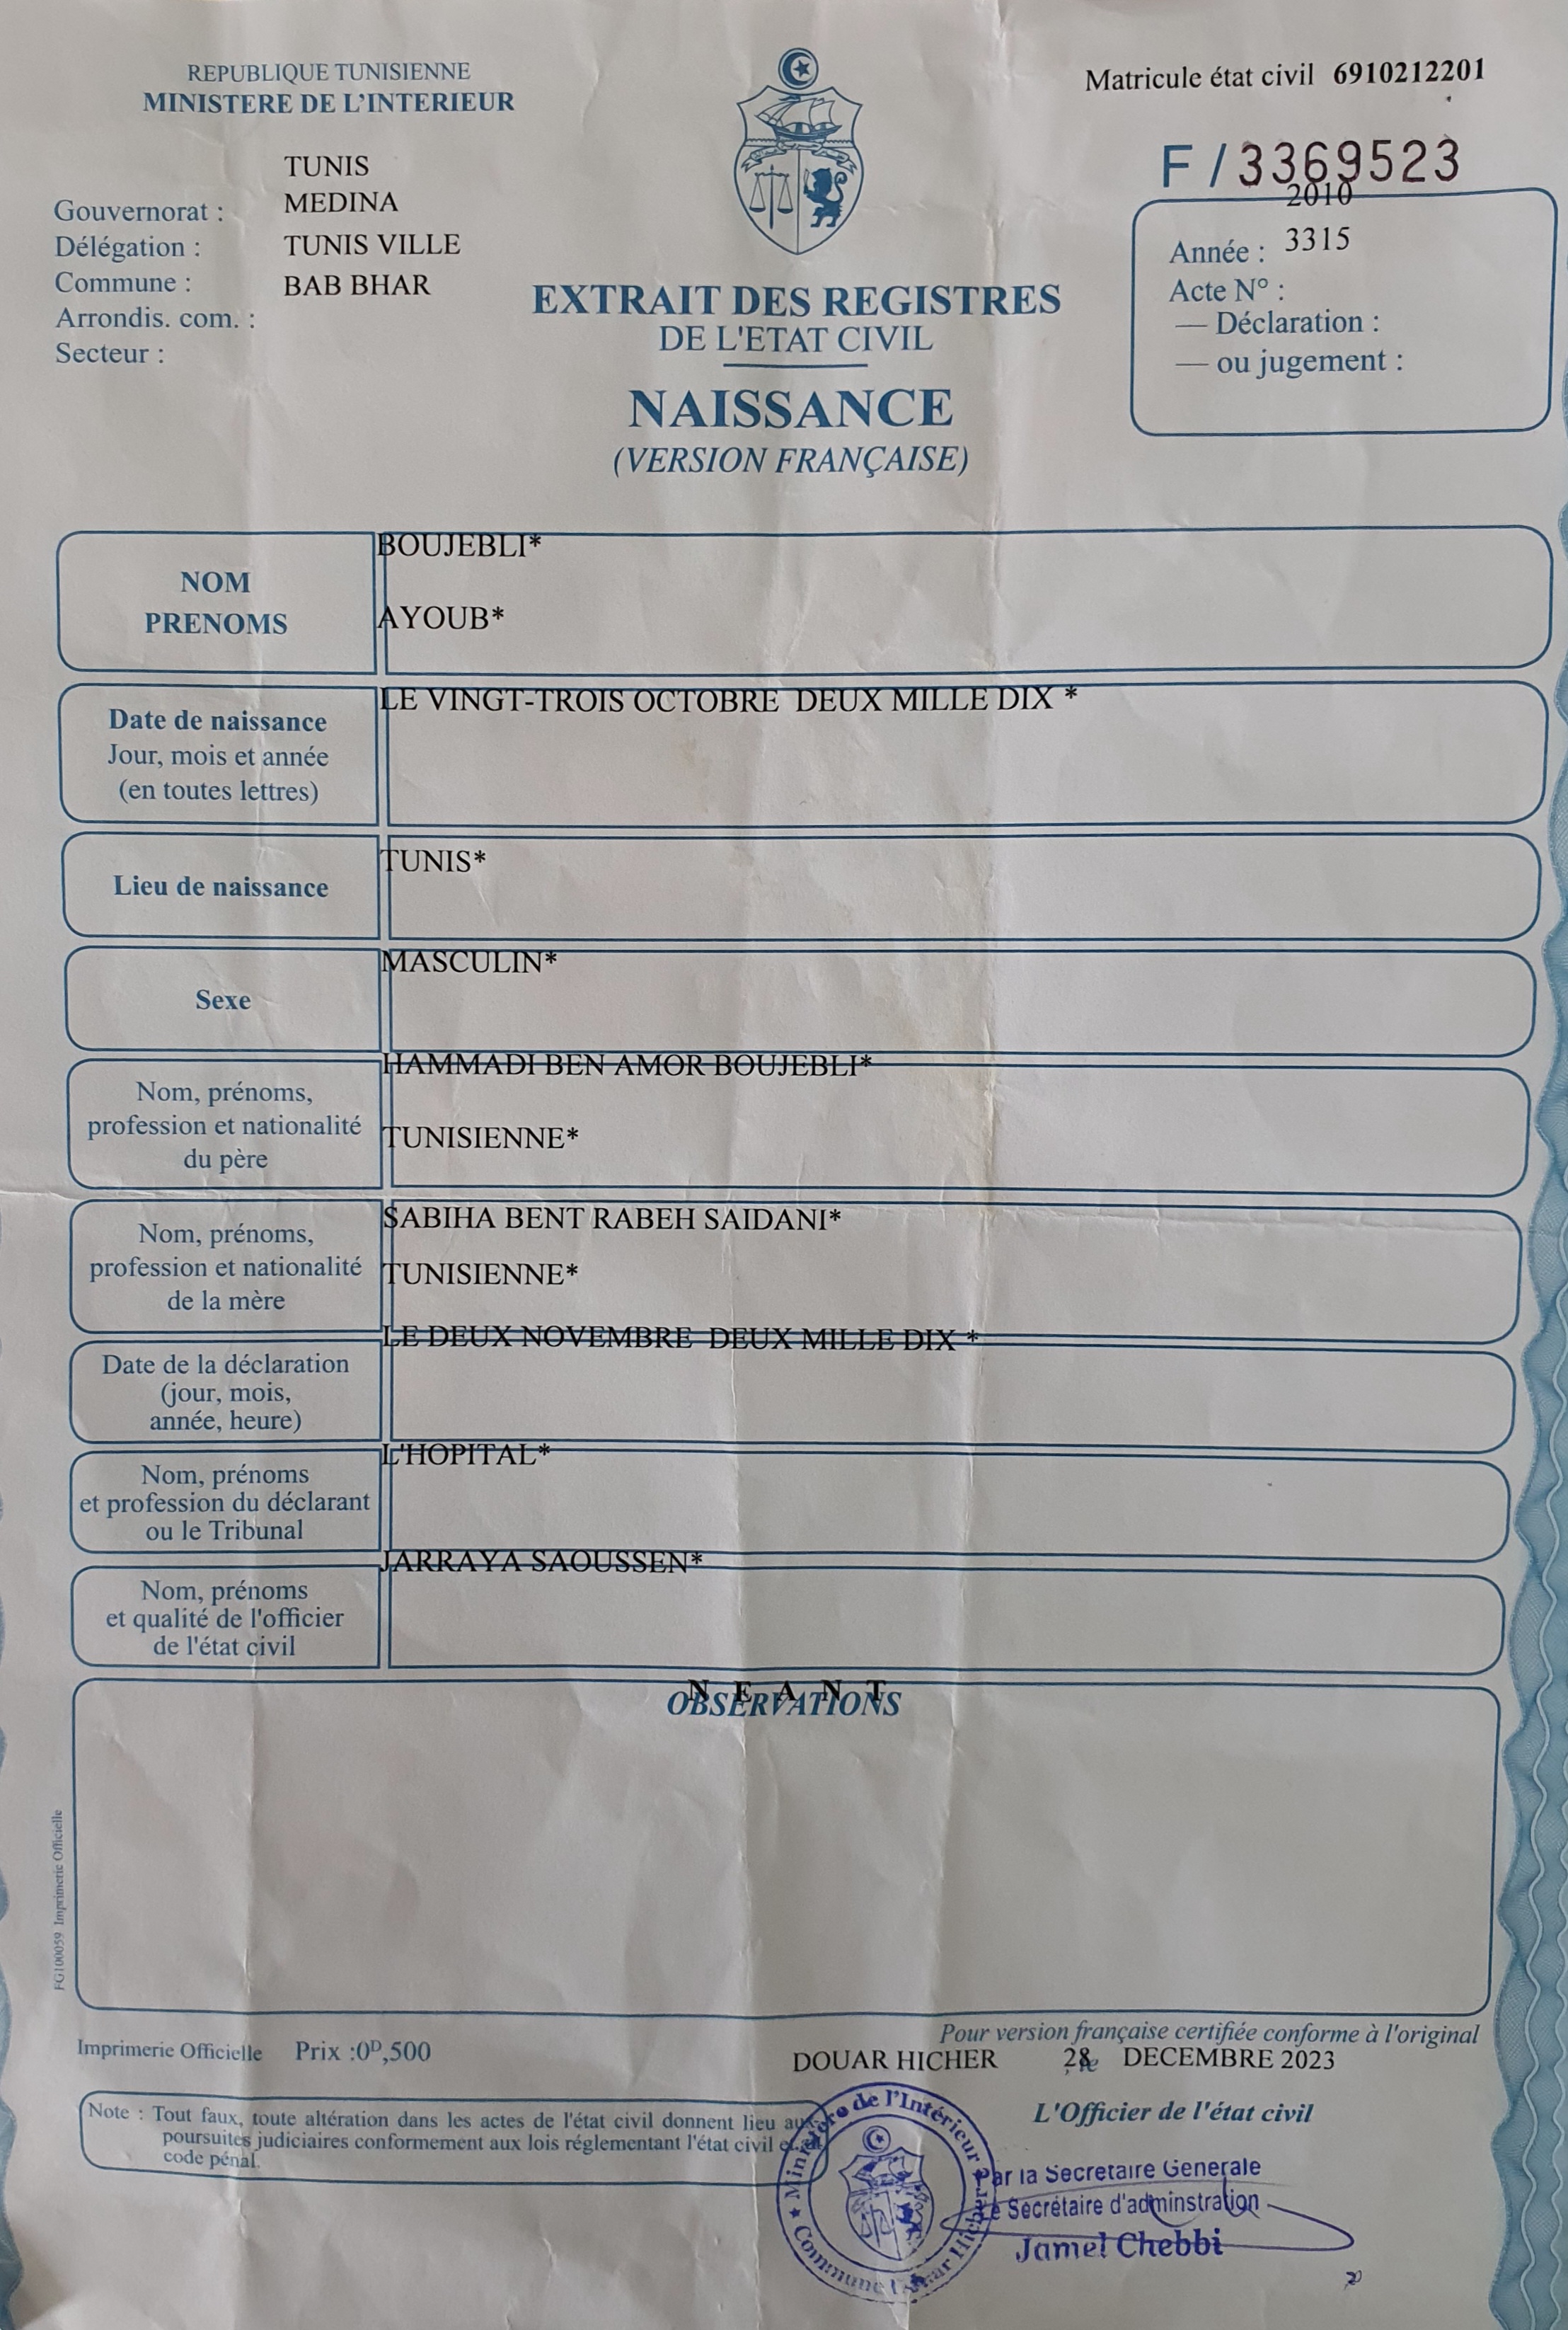 REPUBLIQUE TUNISIENNE
MINISTERE DE L'INTERIEUR
Matricule état civil 6910212201
F / 3369523
TUNIS
Gouvernorat : MEDINA
Délégation : TUNIS VILLE
Commune : BAB BHAR
Arrondis. com. :
Secteur :
2010
Année : 3315
Acte N° :
— Déclaration :
— ou jugement :
EXTRAIT DES REGISTRES
DE L'ETAT CIVIL
NAISSANCE
(VERSION FRANÇAISE)
NOM
PRENOMS
BOUJEBLI*
AYOUB*
Date de naissance
Jour, mois et année
(en toutes lettres)
LE VINGT-TROIS OCTOBRE DEUX MILLE DIX *
Lieu de naissance
TUNIS*
Sexe
MASCULIN*
Nom, prénoms,
profession et nationalité
du père
HAMMADI BEN AMOR BOUJEBLI*
TUNISIENNE*
Nom, prénoms,
profession et nationalité
de la mère
SABIHA BENT RABEH SAIDANI*
TUNISIENNE*
Date de la déclaration
(jour, mois,
année, heure)
LE DEUX NOVEMBRE DEUX MILLE DIX *
Nom, prénoms
et profession du déclarant
ou le Tribunal
L'HOPITAL*
Nom, prénoms
et qualité de l'officier
de l'état civil
JARRAYA SAOUSSEN*
N E A N T
OBSERVATIONS
FG100059 Imprimerie Officielle
Imprimerie Officielle Prix :0D,500
Pour version française certifiée conforme à l'original
DOUAR HICHER , le 28 DECEMBRE 2023
L'Officier de l'état civil
Note : Tout faux, toute altération dans les actes de l'état civil donnent lieu aux
poursuites judiciaires conformement aux lois réglementant l'état civil et au
code pénal.
Ministère de l'Intérieur
Commune Douar Hicher
Par la Secretaire Generale
Le Secrétaire d'adminstration
Jamel Chebbi